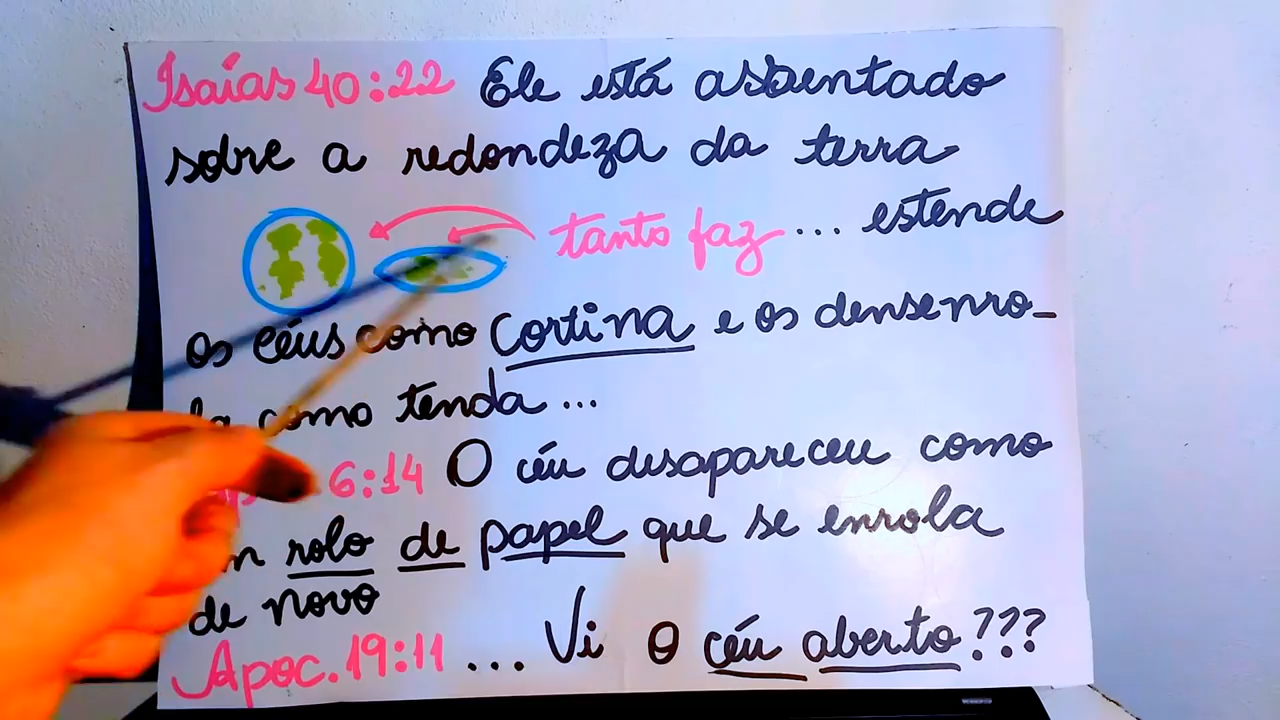 Isaías 40:22 Ele está assentado
sobre a redondeza da terra
tanto faz ... estende
os céus como cortina e os densenro_
la como tenda ...
6:14 O céu desapareceu como
rolo de papel que se enrola
de novo
Apoc. 19:11 ... Vi o céu aberto???